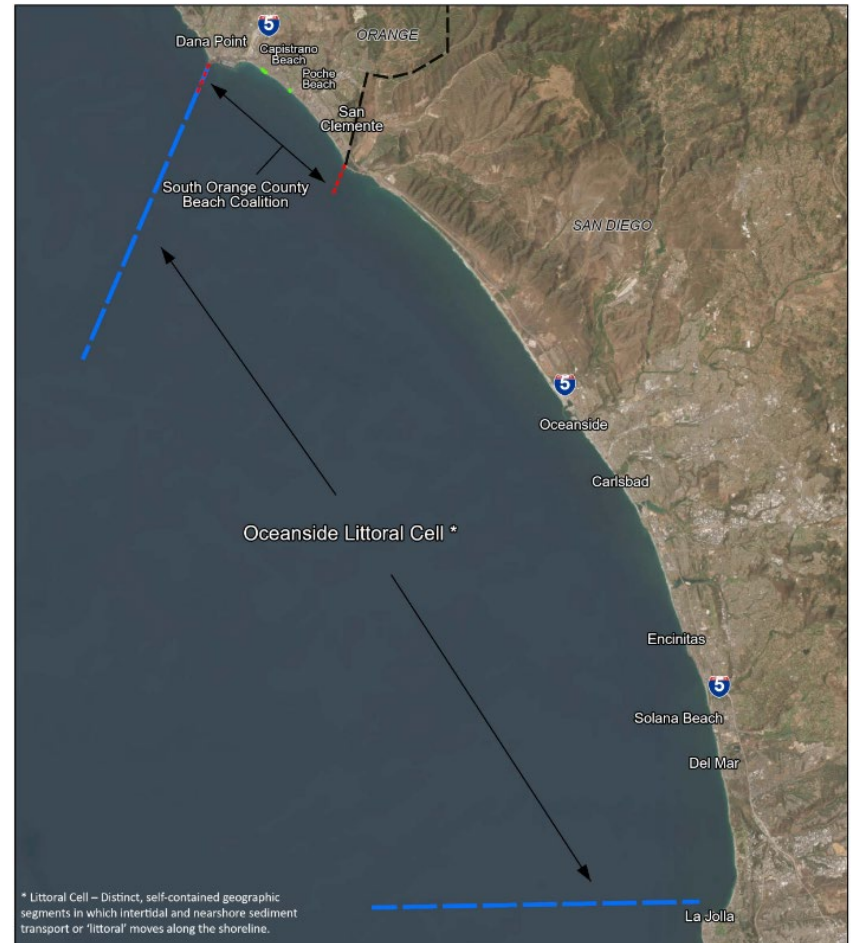 5
ORANGE
Dana Point
Capistrano
Beach
Poche
Beach
San
Clemente
South Orange County
Beach Coalition
SAN DIEGO
5
Oceanside
Carlsbad
Oceanside Littoral Cell *
Encinitas
5
Solana Beach
Del Mar
* Littoral Cell – Distinct, self-contained geographic
segments in which intertidal and nearshore sediment
transport or 'littoral' moves along the shoreline.
La Jolla